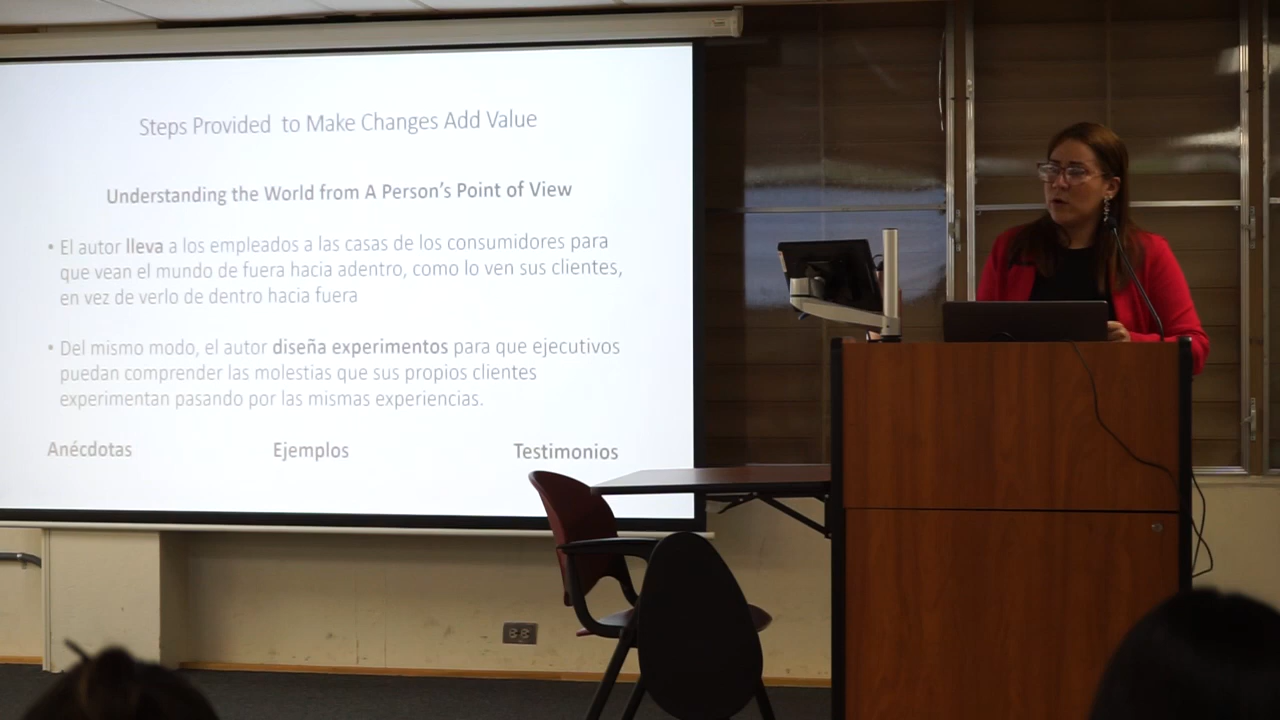 Steps Provided to Make Changes Add Value
Understanding the World from A Person's Point of View
• El autor lleva a los empleados a las casas de los consumidores para
que vean el mundo de fuera hacia adentro, como lo ven sus clientes,
en vez de verlo de dentro hacia fuera
• Del mismo modo, el autor diseña experimentos para que ejecutivos
puedan comprender las molestias que sus propios clientes
experimentan pasando por las mismas experiencias.
Anécdotas Ejemplos Testimonios